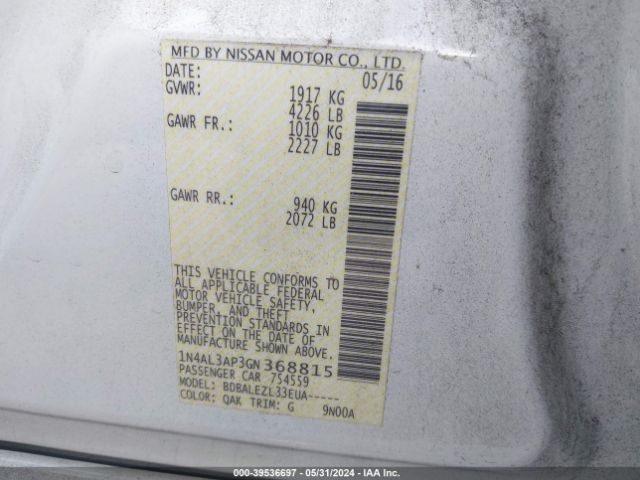 MFD BY NISSAN MOTOR CO., LTD.
DATE: 05/16
GVWR: 1917 KG
4226 LB
GAWR FR.: 1010 KG
2227 LB
GAWR RR.: 940 KG
2072 LB
THIS VEHICLE CONFORMS TO
ALL APPLICABLE FEDERAL
MOTOR VEHICLE SAFETY,
BUMPER, AND THEFT
PREVENTION STANDARDS IN
EFFECT ON THE DATE OF
MANUFACTURE SHOWN ABOVE.
1N4AL3AP3GN368815
PASSENGER CAR 754559
MODEL: BDBALEZL33EUA-----
COLOR: QAK TRIM: G 9N00A
000-39536697 - 05/31/2024 - IAA Inc.